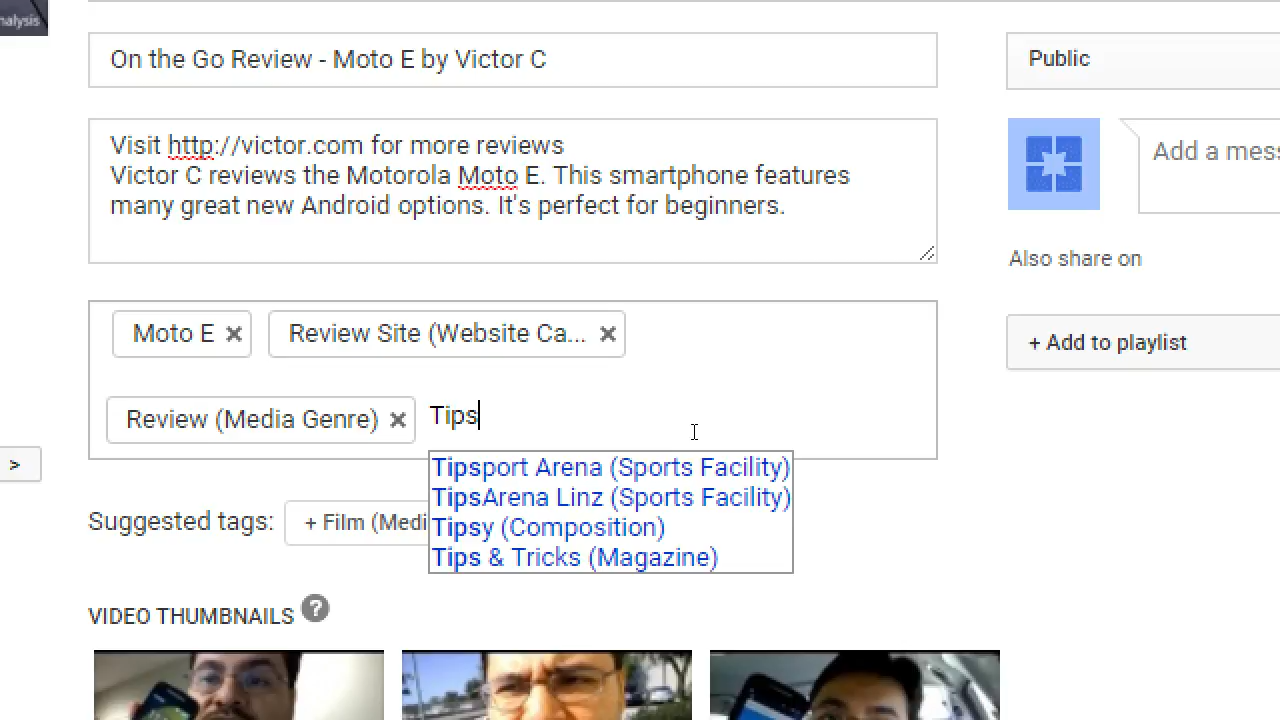 nalysis
On the Go Review - Moto E by Victor C
Public
Visit http://victor.com for more reviews
Victor C reviews the Motorola Moto E. This smartphone features
many great new Android options. It's perfect for beginners.
Add a mess
Also share on
Moto E ×
Review Site (Website Ca... ×
+ Add to playlist
Review (Media Genre) ×
Tips
>
Tipsport Arena (Sports Facility)
TipsArena Linz (Sports Facility)
Tipsy (Composition)
Tips & Tricks (Magazine)
Suggested tags:
+ Film (Medi
VIDEO THUMBNAILS ?